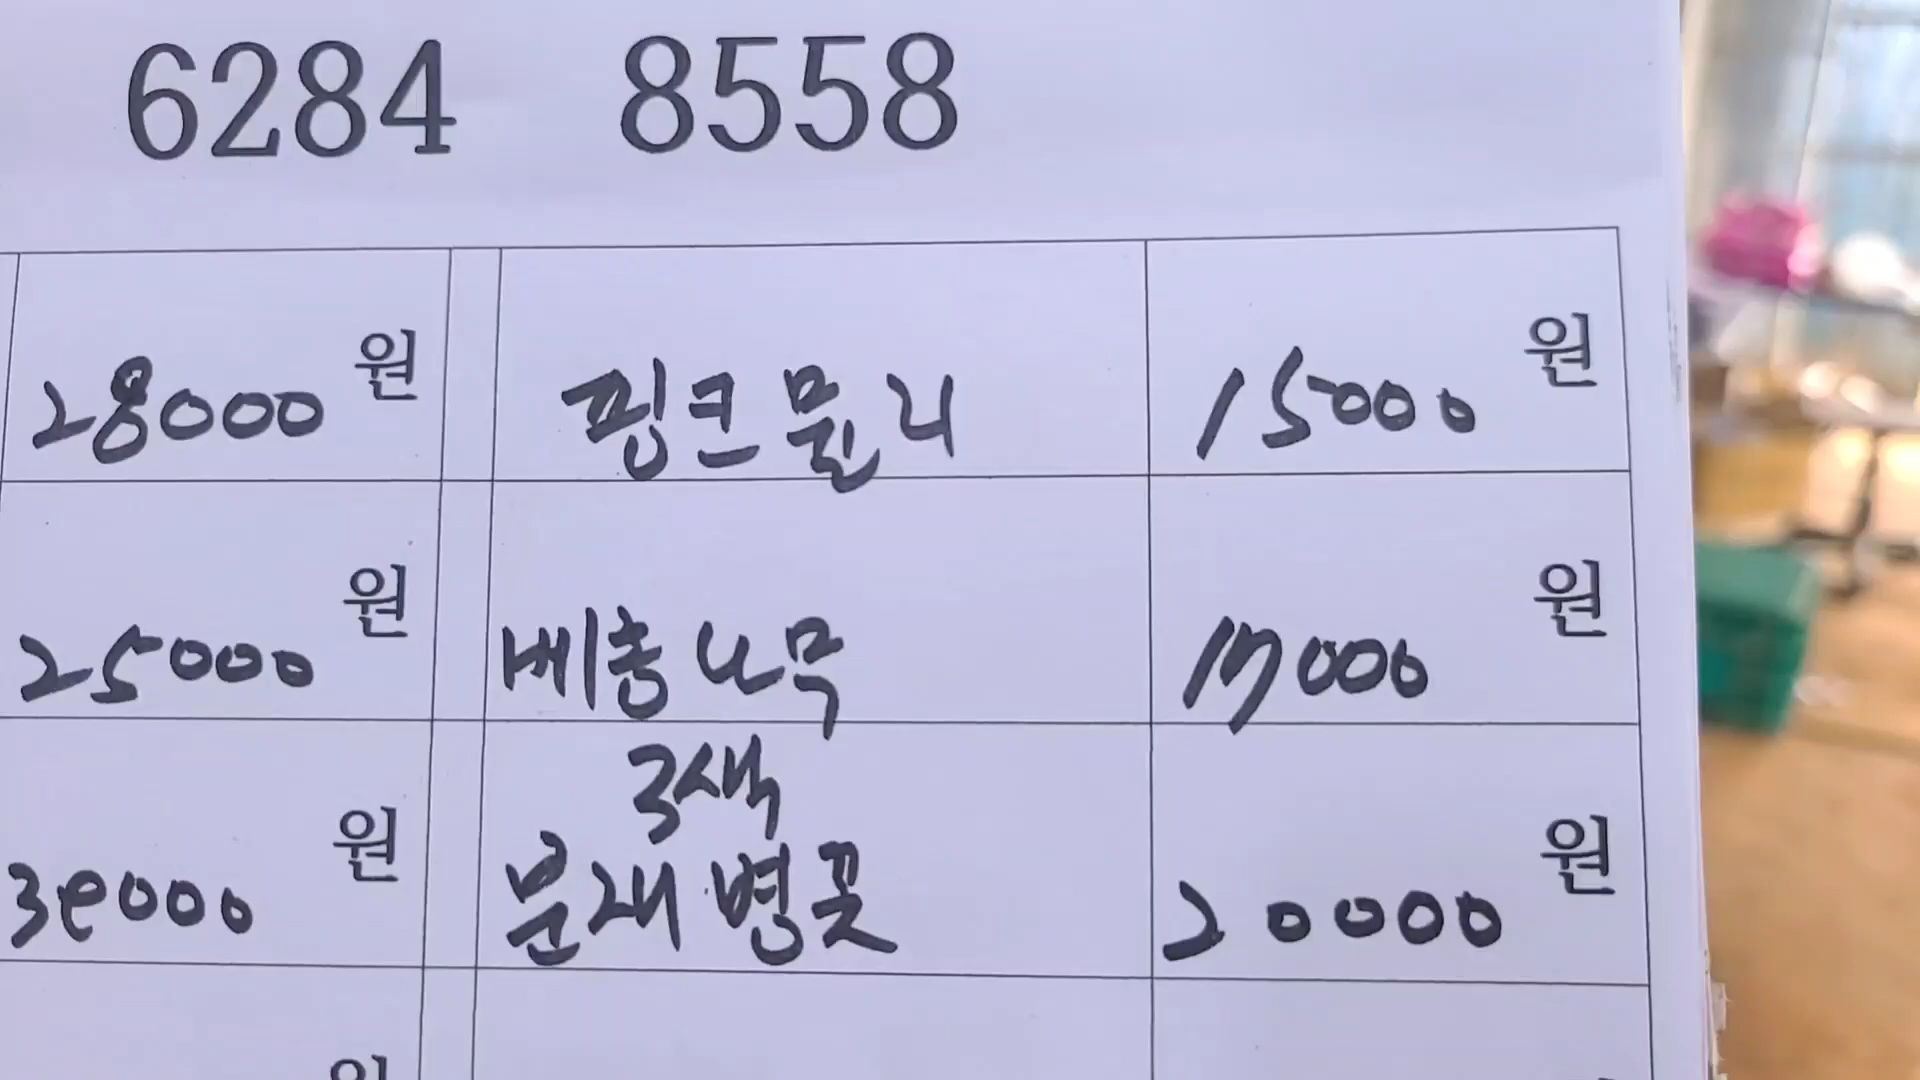 6284 8558
28000 원 핑크뮬리 15000 원
25000 원 베롱나무 17000 원
3색
30000 원 분재병꽃 20000 원
원